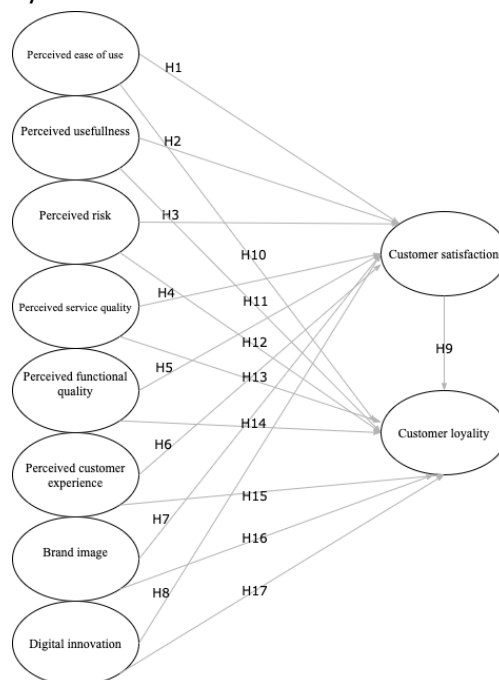 Perceived ease of use
H1
Perceived usefullness
H2
Perceived risk
H3
Customer satisfaction
H10
H4
Perceived service quality
H11
H12
H9
H5
H13
Perceived functional
quality
Customer loyality
H14
H6
Perceived customer
experience
H15
H7
Brand image
H16
H8
H17
Digital innovation